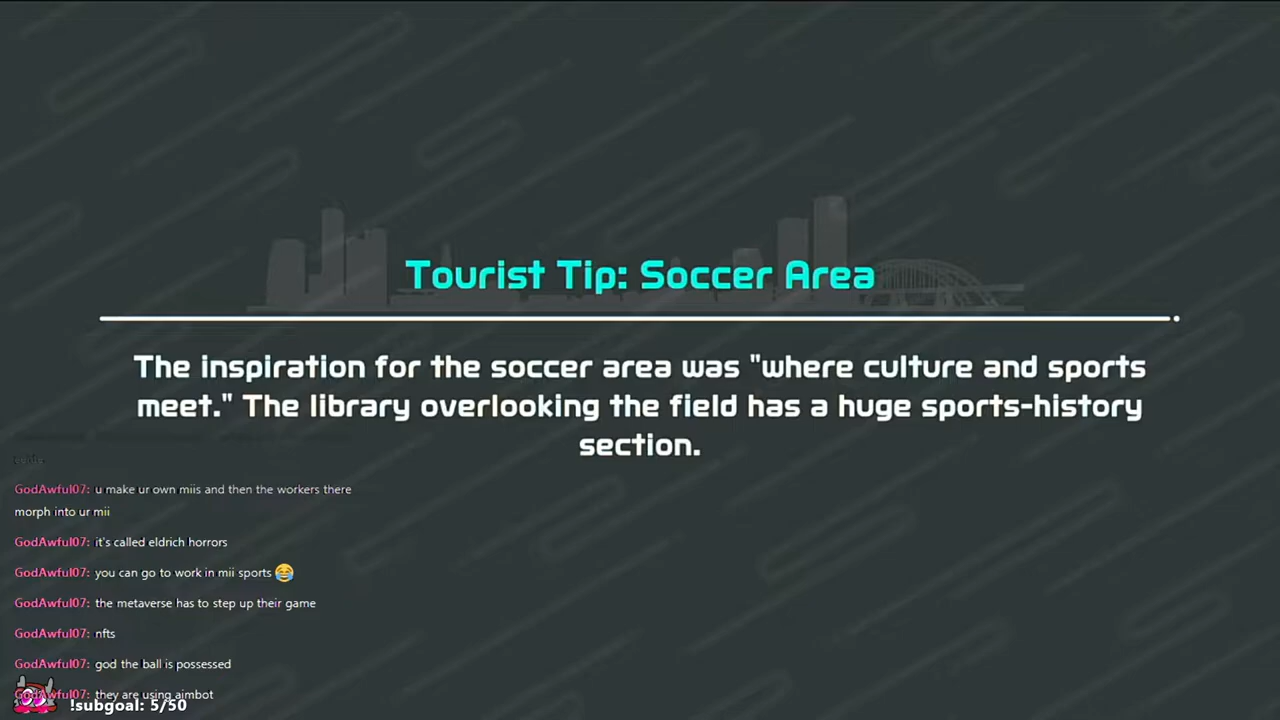 Tourist Tip: Soccer Area
The inspiration for the soccer area was "where culture and sports
meet." The library overlooking the field has a huge sports-history
section.
GodAwful07: u make ur own miis and then the workers there
morph into ur mii
GodAwful07: it's called eldrich horrors
GodAwful07: you can go to work in mii sports 😂
GodAwful07: the metaverse has to step up their game
GodAwful07: nfts
GodAwful07: god the ball is possessed
GodAwful07: they are using aimbot
!subgoal: 5/50